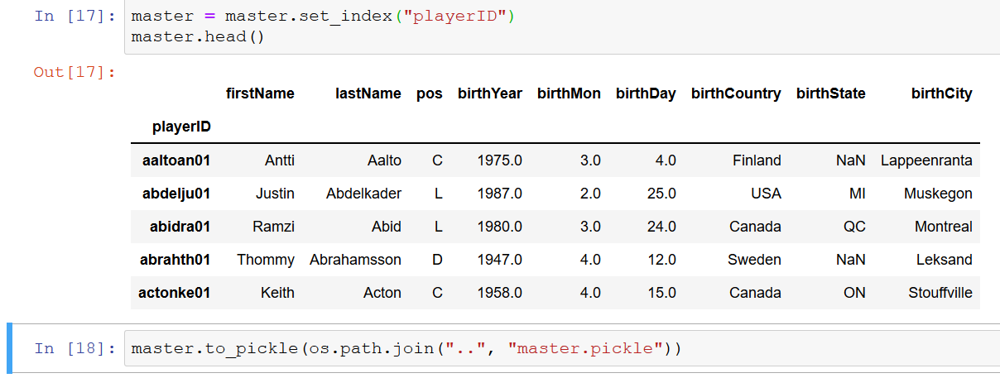 In [17]: master = master.set_index("playerID")
master.head()
Out[17]:
firstName lastName pos birthYear birthMon birthDay birthCountry birthState birthCity
playerID
aaltoan01 Antti Aalto C 1975.0 3.0 4.0 Finland NaN Lappeenranta
abdelju01 Justin Abdelkader L 1987.0 2.0 25.0 USA MI Muskegon
abidra01 Ramzi Abid L 1980.0 3.0 24.0 Canada QC Montreal
abrahth01 Thommy Abrahamsson D 1947.0 4.0 12.0 Sweden NaN Leksand
actonke01 Keith Acton C 1958.0 4.0 15.0 Canada ON Stouffville
In [18]: master.to_pickle(os.path.join("..", "master.pickle"))